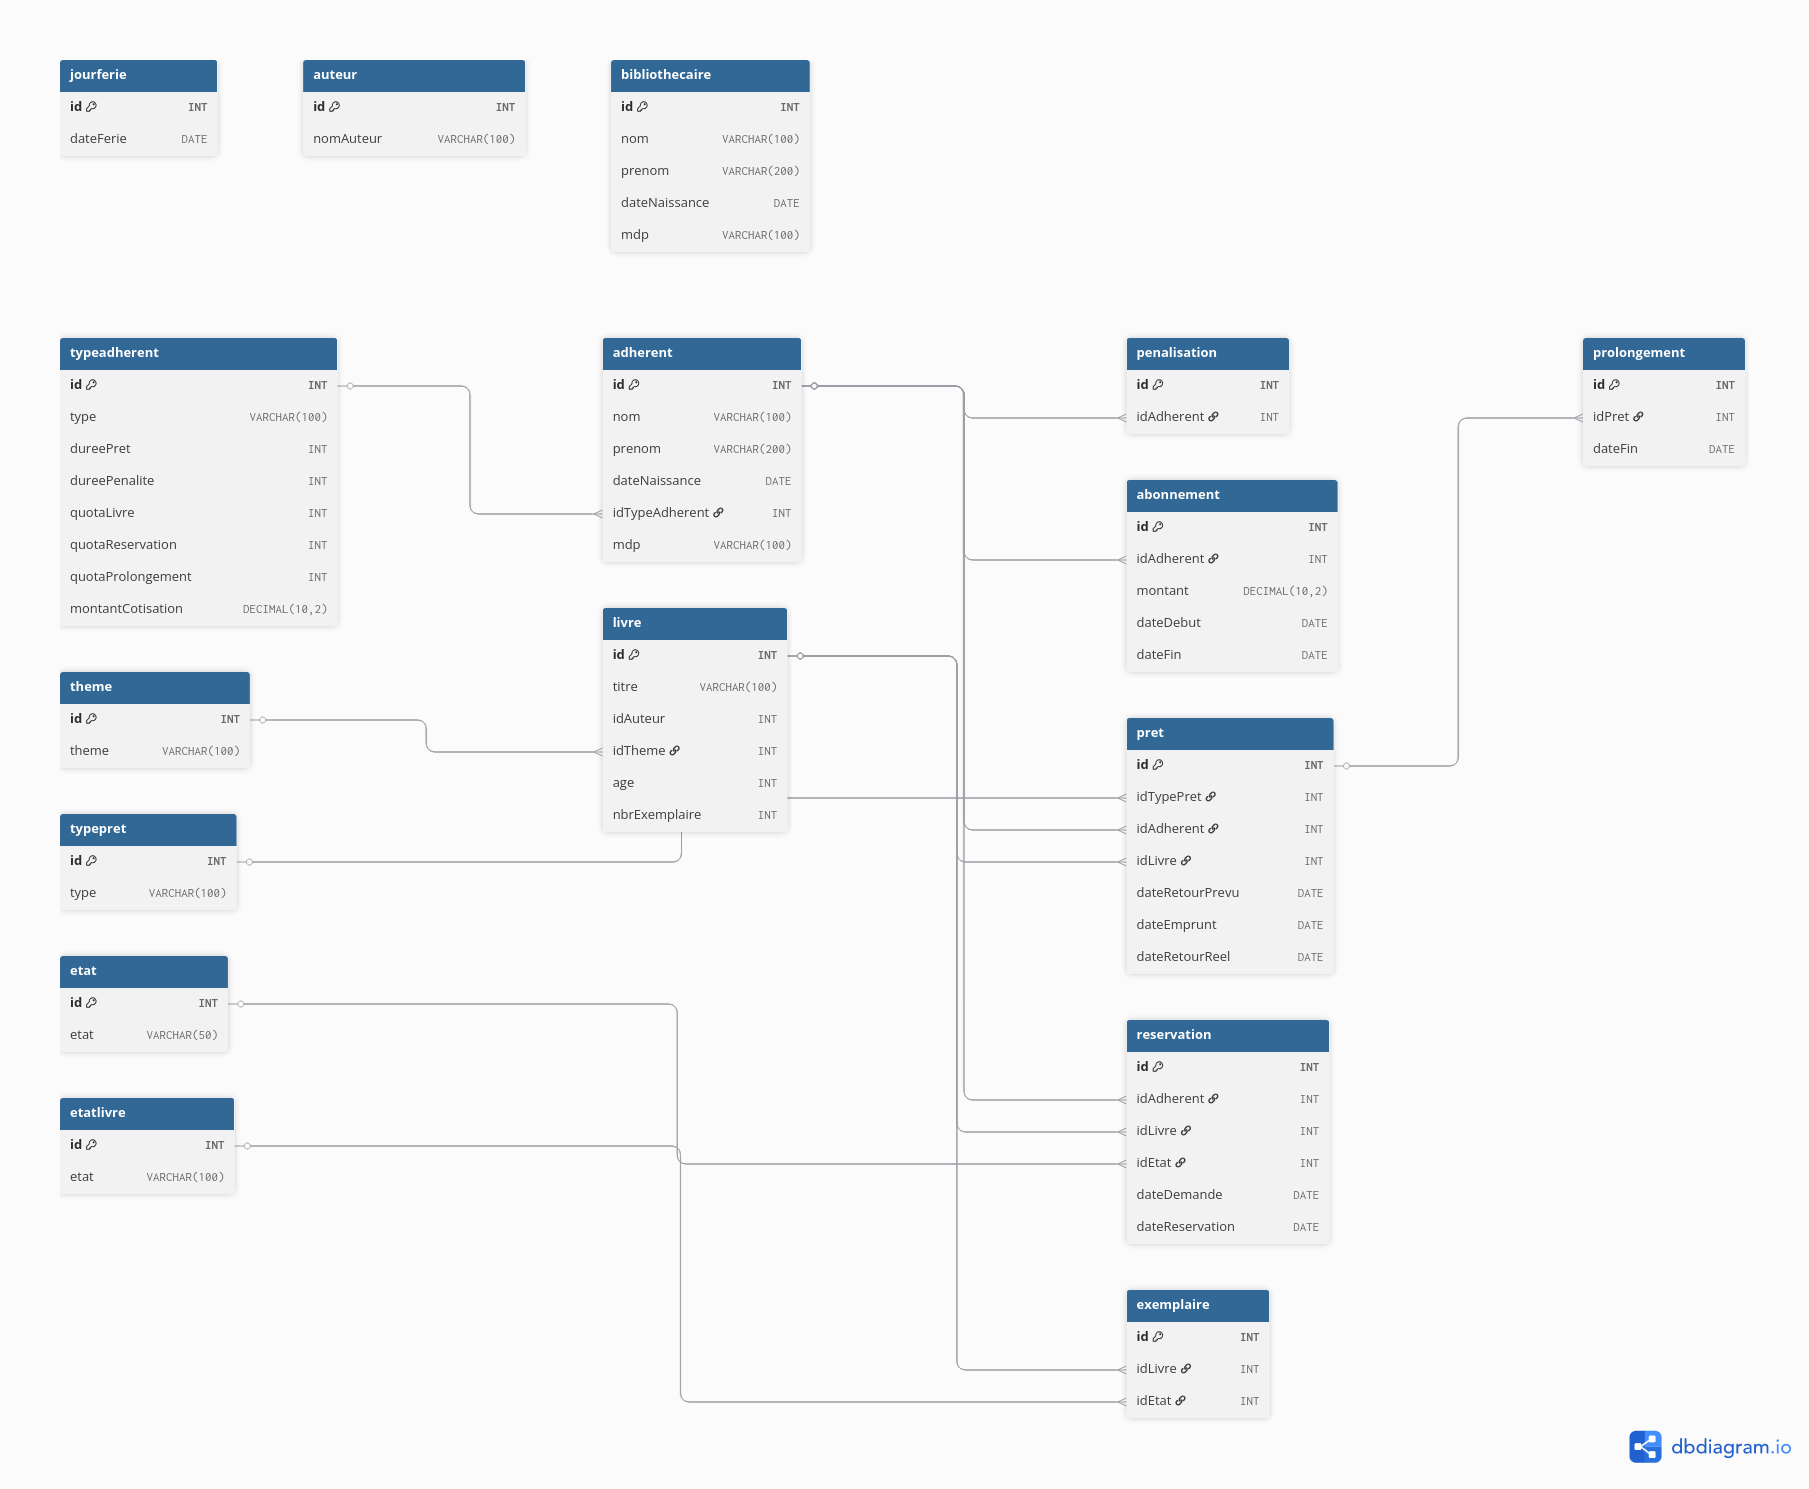 jourferie
id INT
dateFerie DATE
auteur
id INT
nomAuteur VARCHAR(100)
bibliothecaire
id INT
nom VARCHAR(100)
prenom VARCHAR(200)
dateNaissance DATE
mdp VARCHAR(100)
typeadherent
id INT
type VARCHAR(100)
dureePret INT
dureePenalite INT
quotaLivre INT
quotaReservation INT
quotaProlongement INT
montantCotisation DECIMAL(10,2)
adherent
id INT
nom VARCHAR(100)
prenom VARCHAR(200)
dateNaissance DATE
idTypeAdherent INT
mdp VARCHAR(100)
penalisation
id INT
idAdherent INT
prolongement
id INT
idPret INT
dateFin DATE
abonnement
id INT
idAdherent INT
montant DECIMAL(10,2)
dateDebut DATE
dateFin DATE
livre
id INT
titre VARCHAR(100)
idAuteur INT
idTheme INT
age INT
nbrExemplaire INT
theme
id INT
theme VARCHAR(100)
pret
id INT
idTypePret INT
idAdherent INT
idLivre INT
dateRetourPrevu DATE
dateEmprunt DATE
dateRetourReel DATE
typepret
id INT
type VARCHAR(100)
etat
id INT
etat VARCHAR(50)
reservation
id INT
idAdherent INT
idLivre INT
idEtat INT
dateDemande DATE
dateReservation DATE
etatlivre
id INT
etat VARCHAR(100)
exemplaire
id INT
idLivre INT
idEtat INT
dbdiagram.io